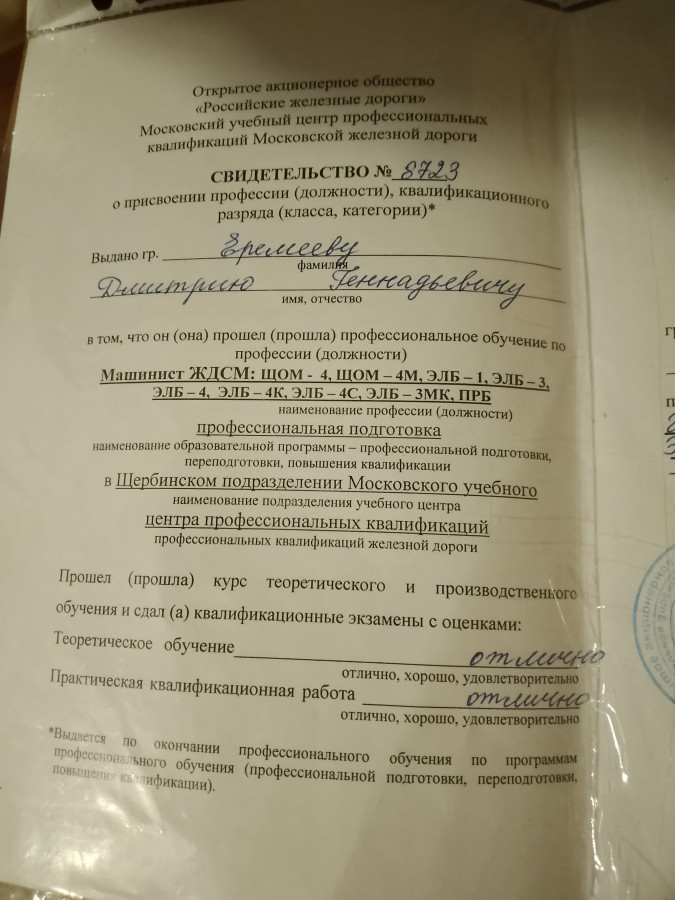 Открытое акционерное общество
«Российские железные дороги»
Московский учебный центр профессиональных
квалификаций Московской железной дороги
СВИДЕТЕЛЬСТВО № 8723
о присвоении профессии (должности), квалификационного
разряда (класса, категории)*
Выдано гр. Еремееву
фамилия
Дмитрию Геннадьевичу
имя, отчество
в том, что он (она) прошел (прошла) профессиональное обучение по
профессии (должности)
Машинист ЖДСМ: ЩОМ - 4, ЩОМ – 4М, ЭЛБ – 1, ЭЛБ – 3,
ЭЛБ – 4, ЭЛБ – 4К, ЭЛБ – 4С, ЭЛБ – 3МК, ПРБ
наименование профессии (должности)
профессиональная подготовка
наименование образовательной программы – профессиональной подготовки,
переподготовки, повышения квалификации
в Щербинском подразделении Московского учебного
наименование подразделения учебного центра
центра профессиональных квалификаций
профессиональных квалификаций железной дороги
Прошел (прошла) курс теоретического и производственного
обучения и сдал (а) квалификационные экзамены с оценками:
Теоретическое обучение отлично
отлично, хорошо, удовлетворительно
Практическая квалификационная работа отлично
отлично, хорошо, удовлетворительно
*Выдается по окончании профессионального обучения по программам
профессионального обучения (профессиональной подготовки, переподготовки,
повышения квалификации).